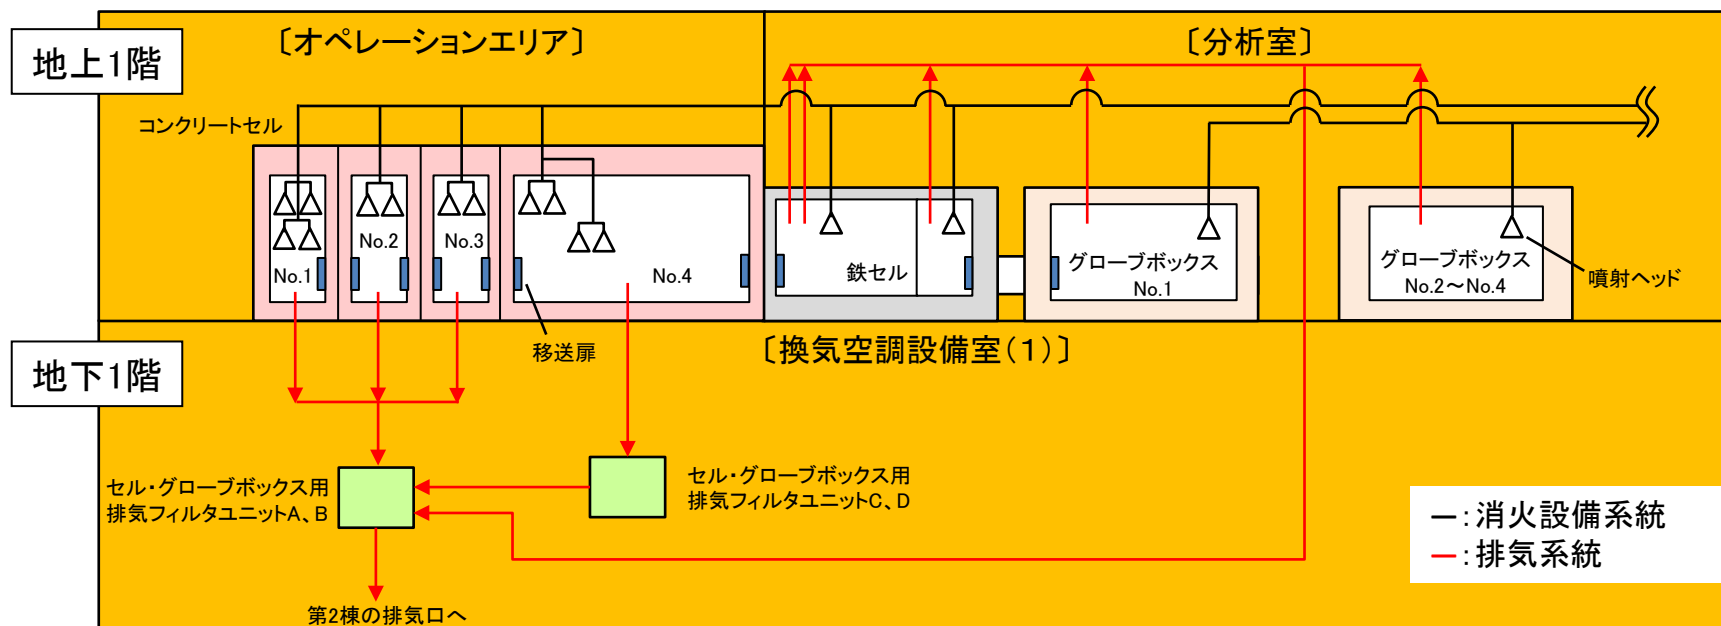 地上1階
〔オペレーションエリア〕
〔分析室〕
コンクリートセル
No.1
No.2
No.3
No.4
鉄セル
グローブボックス
No.1
グローブボックス
No.2～No.4
噴射ヘッド
移送扉
地下1階
〔換気空調設備室（1）〕
セル・グローブボックス用
排気フィルタユニットA、B
セル・グローブボックス用
排気フィルタユニットC、D
第2棟の排気口へ
―：消火設備系統
―：排気系統